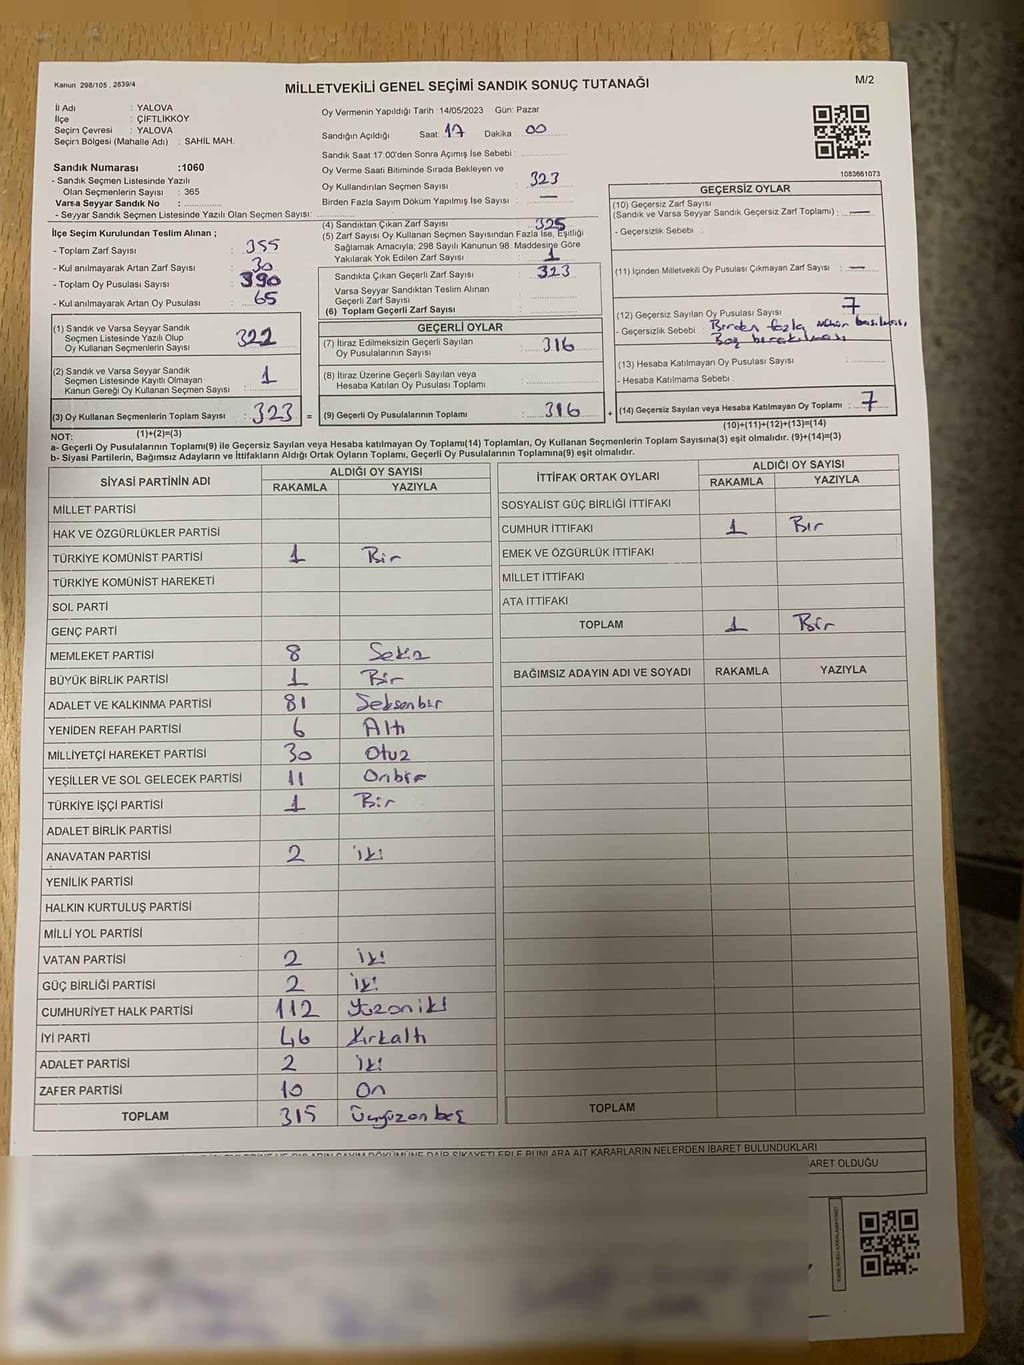 Kanun 298/105 , 2839/4
MİLLETVEKİLİ GENEL SEÇİMİ SANDIK SONUÇ TUTANAĞI
M/2
İl Adı : YALOVA
İlçe : ÇİFTLİKKÖY
Seçim Çevresi : YALOVA
Seçim Bölgesi (Mahalle Adı) : SAHİL MAH.
Sandık Numarası :1060
- Sandık Seçmen Listesinde Yazılı
Olan Seçmenlerin Sayısı : 365
Varsa Seyyar Sandık No :
- Seyyar Sandık Seçmen Listesinde Yazılı Olan Seçmen Sayısı:
Oy Vermenin Yapıldığı Tarih :14/05/2023 Gün: Pazar
Sandığın Açıldığı Saat: 17 Dakika 00
Sandık Saat 17:00'den Sonra Açımış İse Sebebi :
Oy Verme Saati Bitiminde Sırada Bekleyen ve
Oy Kullandırılan Seçmen Sayısı : 323
Birden Fazla Sayım Döküm Yapılmış İse Sayısı : —
1083661073
İlçe Seçim Kurulundan Teslim Alınan ;
- Toplam Zarf Sayısı : 355
- Kullanılmayarak Artan Zarf Sayısı : 30
- Toplam Oy Pusulası Sayısı : 390
- Kullanılmayarak Artan Oy Pusulası : 65
(1) Sandık ve Varsa Seyyar Sandık
Seçmen Listesinde Yazılı Olup
Oy Kullanan Seçmenlerin Sayısı 322
(2) Sandık ve Varsa Seyyar Sandık
Seçmen Listesinde Kayıtlı Olmayan
Kanun Gereği Oy Kullanan Seçmen Sayısı : 1
(3) Oy Kullanan Seçmenlerin Toplam Sayısı : 323 =
(1)+(2)=(3)
(4) Sandıktan Çıkan Zarf Sayısı : 325
(5) Zarf Sayısı Oy Kullanan Seçmen Sayısından Fazla İse, Eşitliği
Sağlamak Amacıyla; 298 Sayılı Kanunun 98. Maddesine Göre
Yakılarak Yok Edilen Zarf Sayısı : 1
Sandıkta Çıkan Geçerli Zarf Sayısı : 323
Varsa Seyyar Sandıktan Teslim Alınan
Geçerli Zarf Sayısı :
(6) Toplam Geçerli Zarf Sayısı :
GEÇERLİ OYLAR
(7) İtiraz Edilmeksizin Geçerli Sayılan
Oy Pusulalarının Sayısı : 316
(8) İtiraz Üzerine Geçerli Sayılan veya
Hesaba Katılan Oy Pusulası Toplamı :
(9) Geçerli Oy Pusulalarının Toplamı : 316 +
GEÇERSİZ OYLAR
(10) Geçersiz Zarf Sayısı
(Sandık ve Varsa Seyyar Sandık Geçersiz Zarf Toplamı) : —
- Geçersizlik Sebebi :
(11) İçinden Milletvekili Oy Pusulası Çıkmayan Zarf Sayısı : —
(12) Geçersiz Sayılan Oy Pusulası Sayısı : 7
- Geçersizlik Sebebi : Birden fazla mühür basılması,
Boş bırakılması
(13) Hesaba Katılmayan Oy Pusulası Sayısı :
- Hesaba Katılmama Sebebi :
(14) Geçersiz Sayılan veya Hesaba Katılmayan Oy Toplamı : 7
(10)+(11)+(12)+(13)=(14)
NOT:
a- Geçerli Oy Pusulalarının Toplamı(9) ile Geçersiz Sayılan veya Hesaba katılmayan Oy Toplamı(14) Toplamları, Oy Kullanan Seçmenlerin Toplam Sayısına(3) eşit olmalıdır. (9)+(14)=(3)
b- Siyasi Partilerin, Bağımsız Adayların ve İttifakların Aldığı Ortak Oyların Toplamı, Geçerli Oy Pusulalarının Toplamına(9) eşit olmalıdır.
SİYASİ PARTİNİN ADI ALDIĞI OY SAYISI
RAKAMLA YAZIYLA
MİLLET PARTİSİ
HAK VE ÖZGÜRLÜKLER PARTİSİ
TÜRKİYE KOMÜNİST PARTİSİ 1 Bir
TÜRKİYE KOMÜNİST HAREKETİ
SOL PARTİ
GENÇ PARTİ
MEMLEKET PARTİSİ 8 Sekiz
BÜYÜK BİRLİK PARTİSİ 1 Bir
ADALET VE KALKINMA PARTİSİ 81 Seksenbir
YENİDEN REFAH PARTİSİ 6 Altı
MİLLİYETÇİ HAREKET PARTİSİ 30 Otuz
YEŞİLLER VE SOL GELECEK PARTİSİ 11 Onbir
TÜRKİYE İŞÇİ PARTİSİ 1 Bir
ADALET BİRLİK PARTİSİ
ANAVATAN PARTİSİ 2 iki
YENİLİK PARTİSİ
HALKIN KURTULUŞ PARTİSİ
MİLLİ YOL PARTİSİ
VATAN PARTİSİ 2 iki
GÜÇ BİRLİĞİ PARTİSİ 2 iki
CUMHURİYET HALK PARTİSİ 112 Yüzoniki
İYİ PARTİ 46 Kırkaltı
ADALET PARTİSİ 2 iki
ZAFER PARTİSİ 10 On
TOPLAM 315 Üçyüzonbeş
İTTİFAK ORTAK OYLARI ALDIĞI OY SAYISI
RAKAMLA YAZIYLA
SOSYALİST GÜÇ BİRLİĞİ İTTİFAKI
CUMHUR İTTİFAKI 1 Bir
EMEK VE ÖZGÜRLÜK İTTİFAKI
MİLLET İTTİFAKI
ATA İTTİFAKI
TOPLAM 1 Bir
BAĞIMSIZ ADAYIN ADI VE SOYADI RAKAMLA YAZIYLA
TOPLAM
OYLARIN SAYIM DÖKÜMÜNE DAİR ŞİKAYETLERLE BUNLARA AİT KARARLARIN NELERDEN İBARET BULUNDUKLARI
ARET OLDUĞU